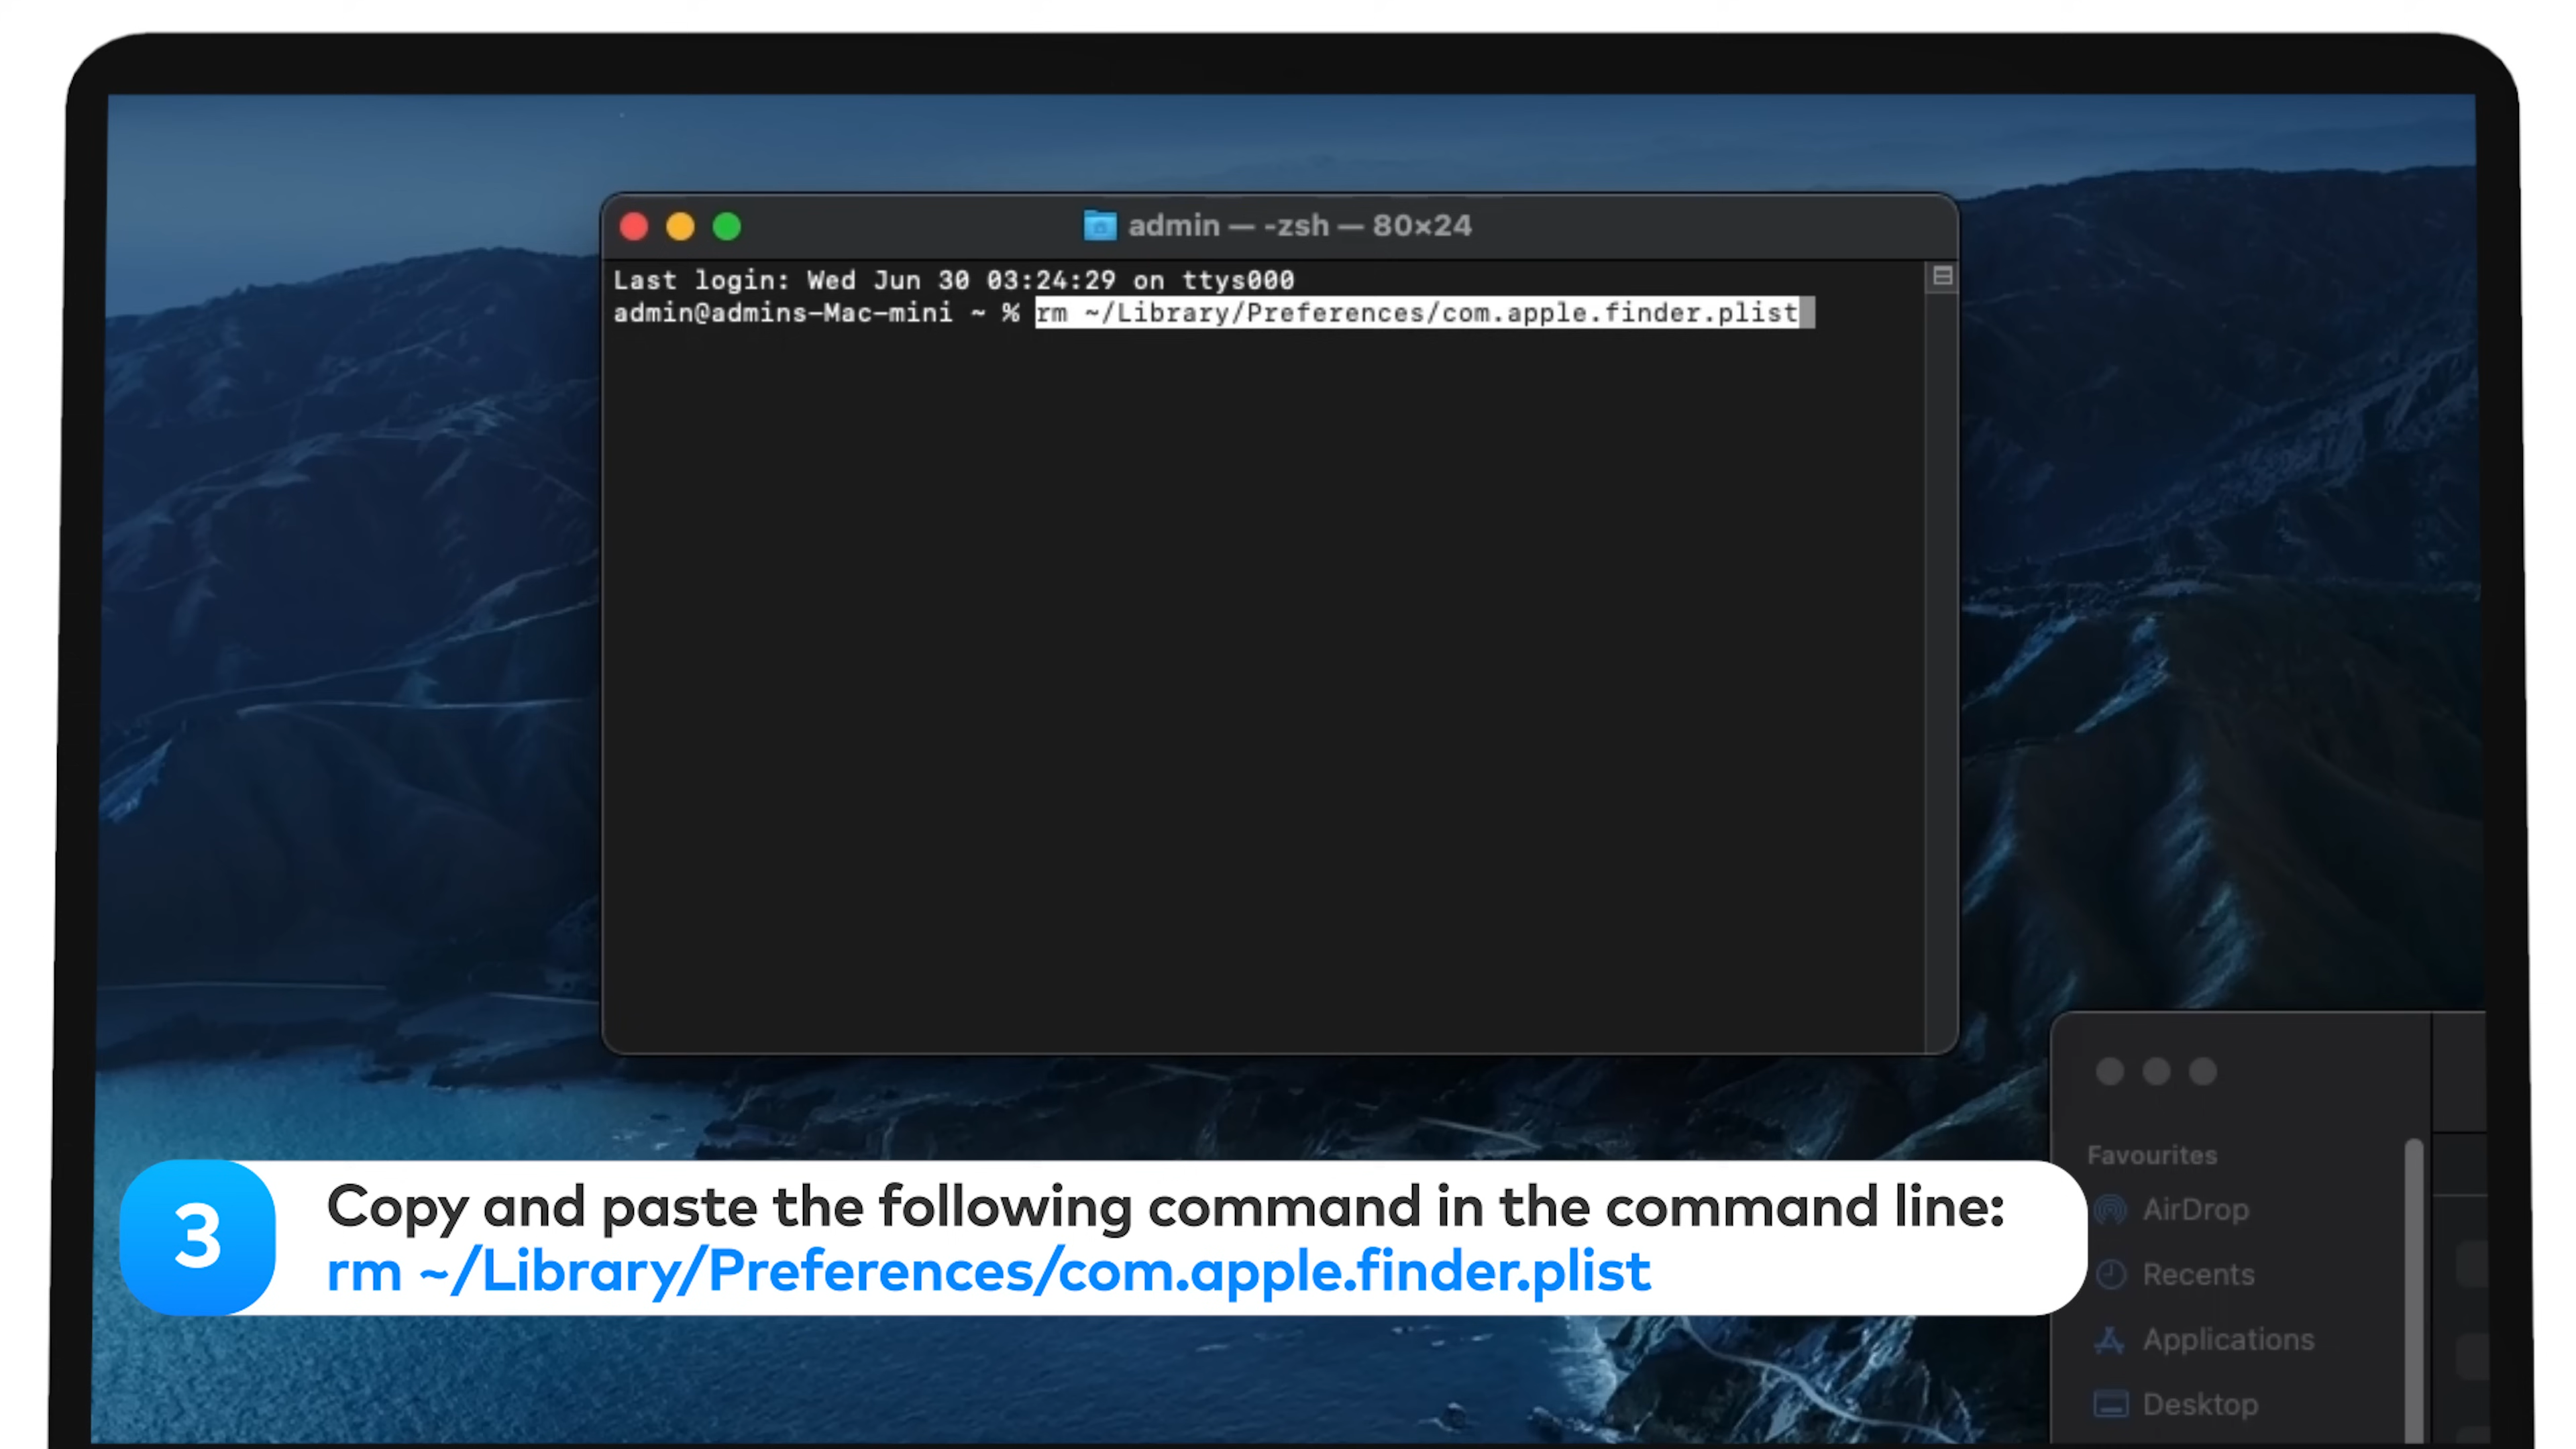 admin — -zsh — 80×24
Last login: Wed Jun 30 03:24:29 on ttys000
admin@admins-Mac-mini ~ % rm ~/Library/Preferences/com.apple.finder.plist
3
Copy and paste the following command in the command line:
rm ~/Library/Preferences/com.apple.finder.plist
Favourites
AirDrop
Recents
Applications
Desktop